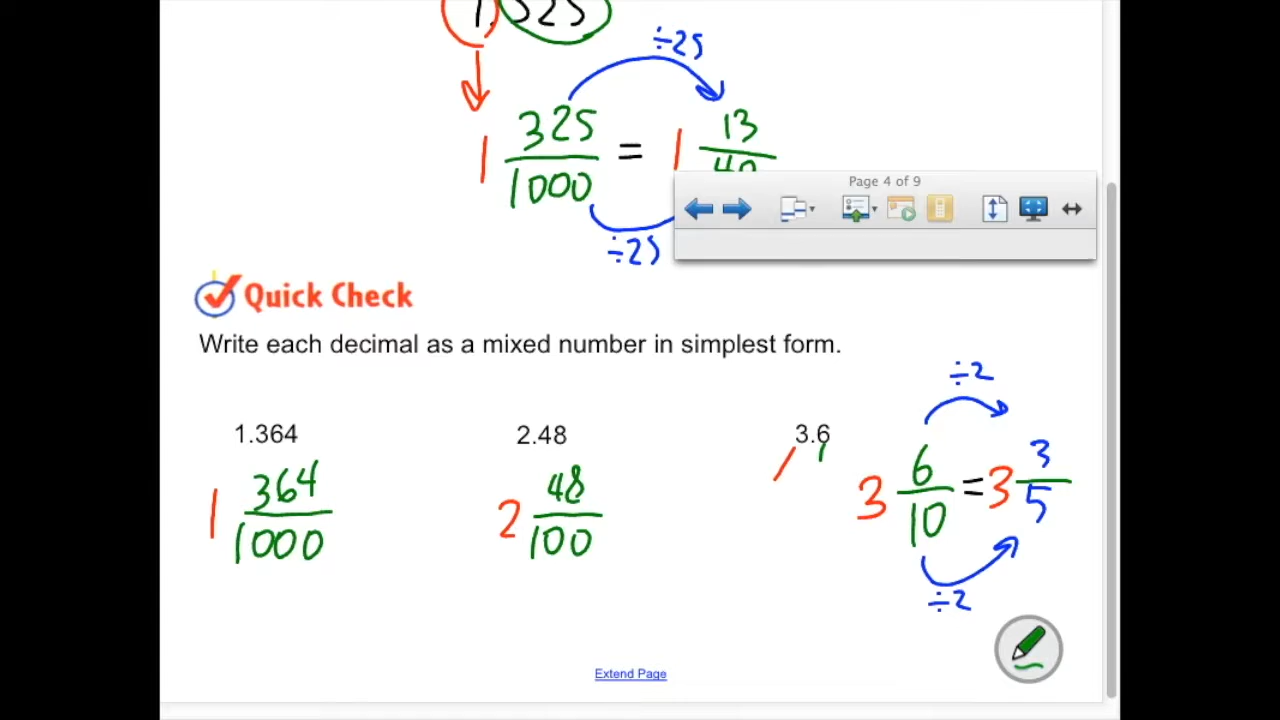 1.325
÷25
1 325/1000 = 1 13/40
÷25
Page 4 of 9
Quick Check
Write each decimal as a mixed number in simplest form.
1.364 2.48 3.6
1 364/1000 2 48/100 3 6/10 = 3 3/5
÷2
÷2
Extend Page